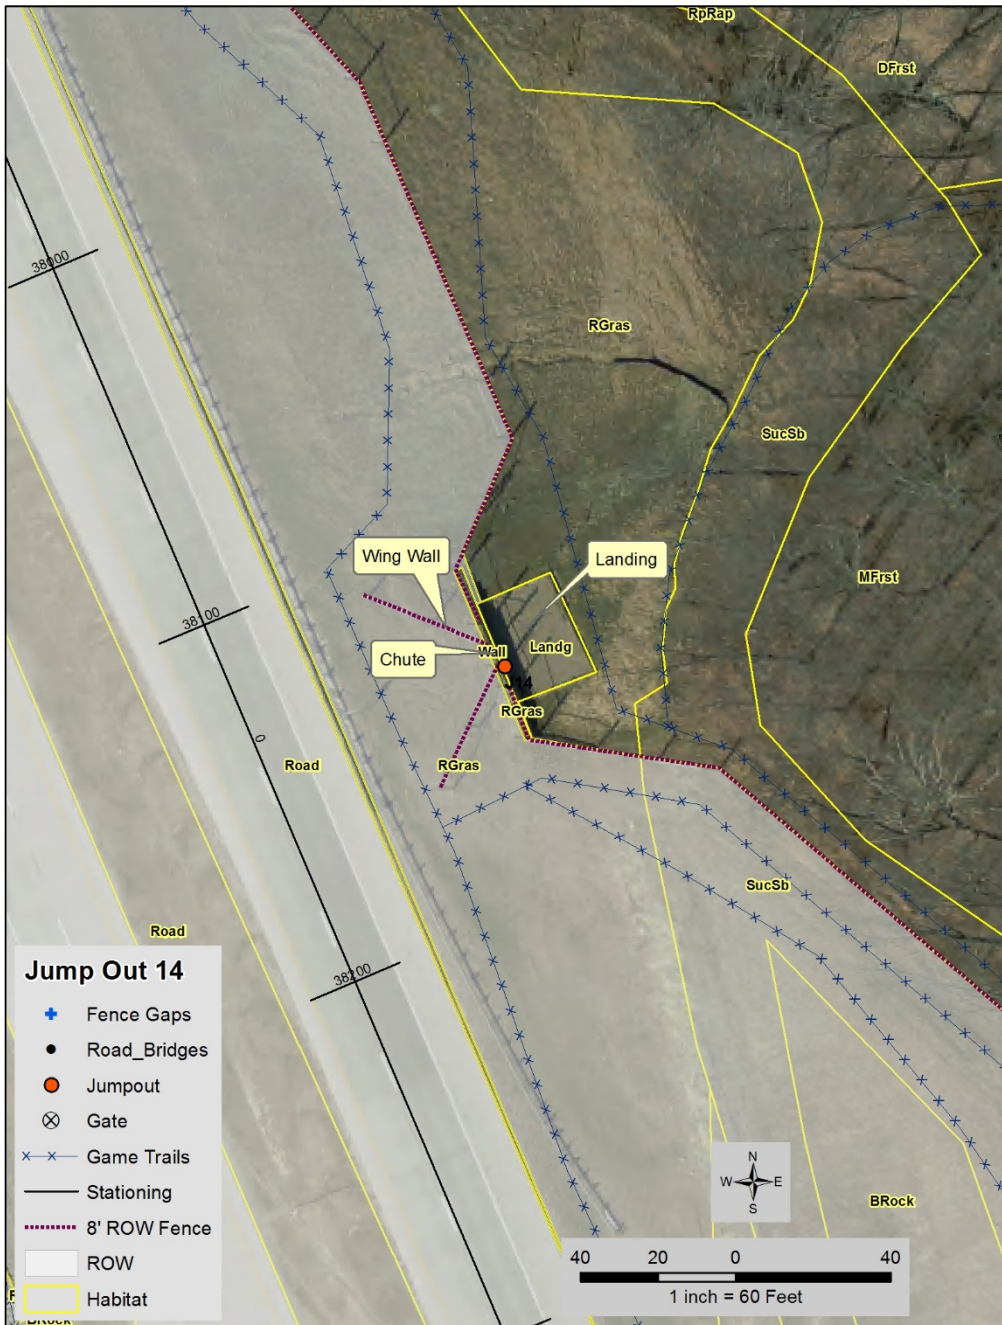 RpRap
DFrst
38000
RGras
SucSb
Wing Wall
Landing
MFrst
38100
Chute
Wall
Landg
14
RGras
0
Road
RGras
SucSb
Road
38200
BRock
Jump Out 14
Fence Gaps
Road_Bridges
Jumpout
Gate
Game Trails
Stationing
8' ROW Fence
ROW
Habitat
N
W E
S
40 20 0 40
1 inch = 60 Feet
BRock